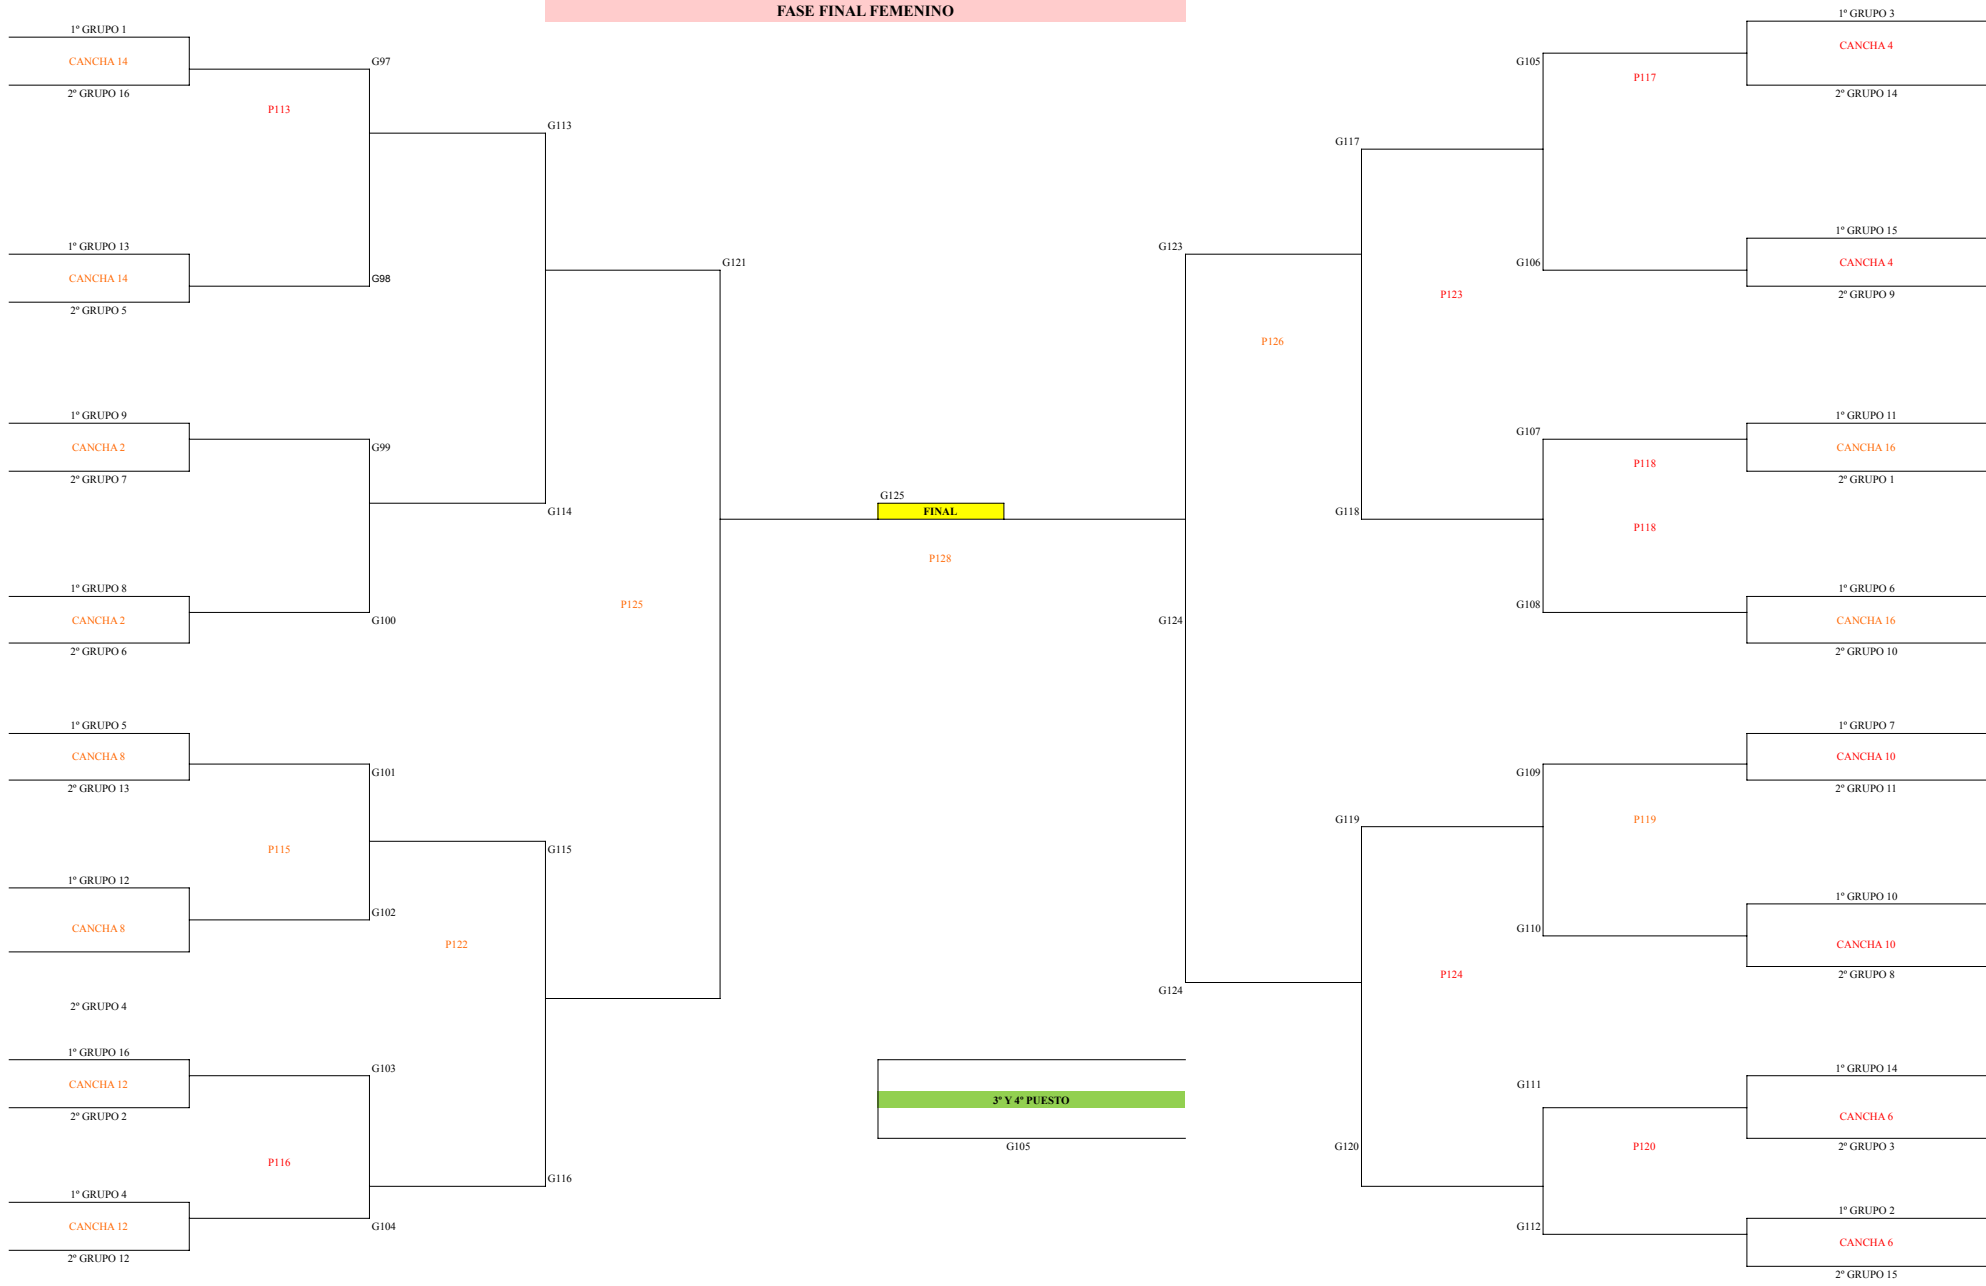 FASE FINAL FEMENINO
1º GRUPO 1
CANCHA 14
2º GRUPO 16
G97
P113
G113
1º GRUPO 13
CANCHA 14
2º GRUPO 5
G98
G121
1º GRUPO 9
CANCHA 2
2º GRUPO 7
G99
G114
1º GRUPO 8
CANCHA 2
2º GRUPO 6
G100
P125
1º GRUPO 5
CANCHA 8
2º GRUPO 13
G101
P115
G115
1º GRUPO 12
CANCHA 8
G102
P122
2º GRUPO 4
1º GRUPO 16
CANCHA 12
2º GRUPO 2
G103
P116
G116
1º GRUPO 4
CANCHA 12
2º GRUPO 12
G104
G125
FINAL
P128
3º Y 4º PUESTO
G105
1º GRUPO 3
CANCHA 4
2º GRUPO 14
G105
P117
G117
1º GRUPO 15
CANCHA 4
2º GRUPO 9
G106
G123
P123
P126
1º GRUPO 11
CANCHA 16
2º GRUPO 1
G107
P118
G118
P118
1º GRUPO 6
CANCHA 16
2º GRUPO 10
G108
G124
1º GRUPO 7
CANCHA 10
2º GRUPO 11
G109
P119
G119
1º GRUPO 10
CANCHA 10
2º GRUPO 8
G110
P124
G124
1º GRUPO 14
CANCHA 6
2º GRUPO 3
G111
P120
G120
1º GRUPO 2
CANCHA 6
2º GRUPO 15
G112